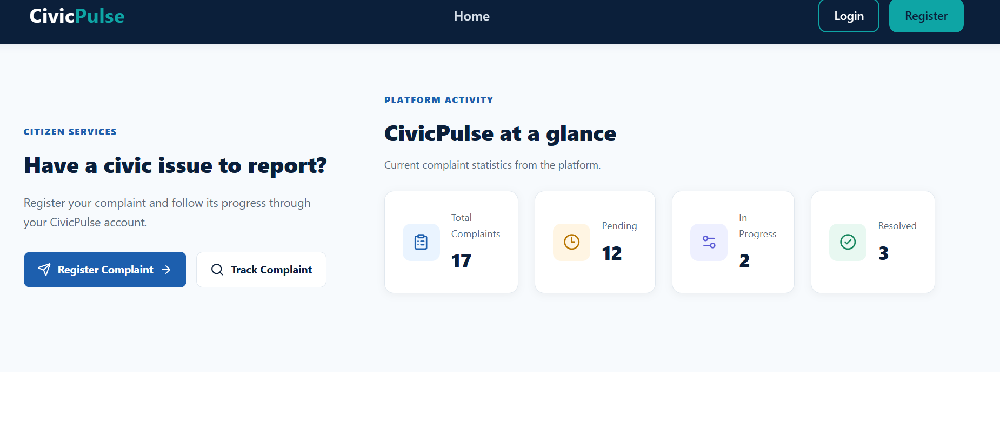 CivicPulse
Home
Login
Register
CITIZEN SERVICES
Have a civic issue to report?
Register your complaint and follow its progress through
your CivicPulse account.
Register Complaint
Track Complaint
PLATFORM ACTIVITY
CivicPulse at a glance
Current complaint statistics from the platform.
Total
Complaints
17
Pending
12
In
Progress
2
Resolved
3